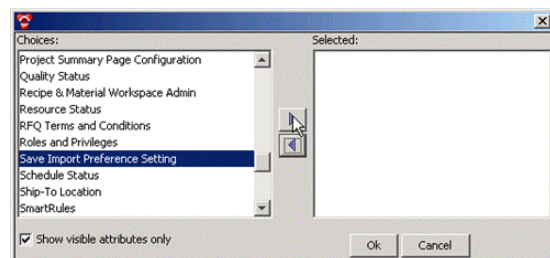 Choices:
Selected:
Project Summary Page Configuration
Quality Status
Recipe & Material Workspace Admin
Resource Status
RFQ Terms and Conditions
Roles and Privileges
Save Import Preference Setting
Schedule Status
Ship-To Location
SmartRules
Show visible attributes only
Ok
Cancel